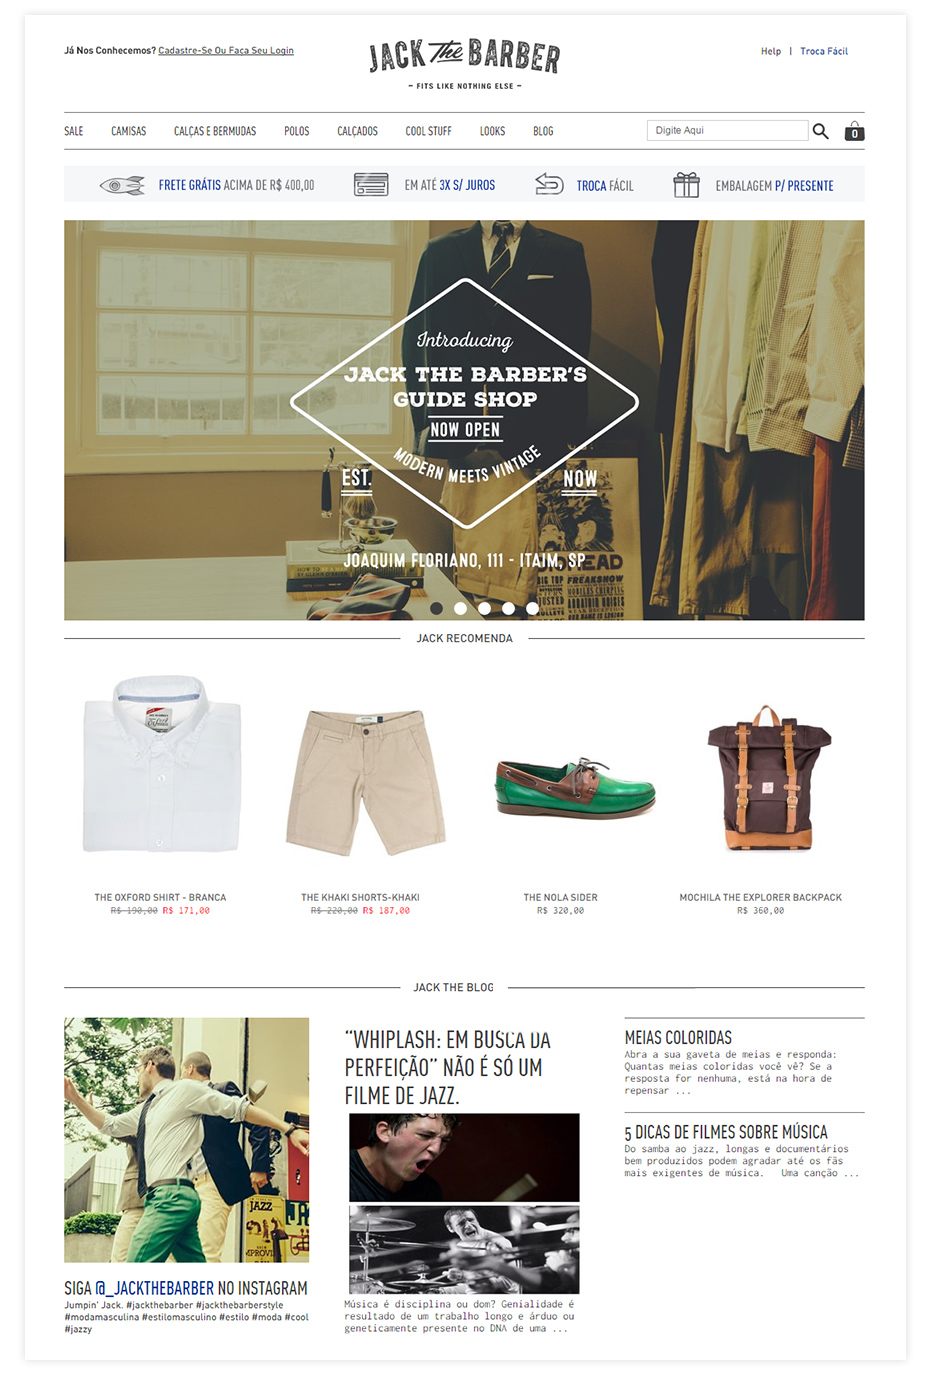 Já Nos Conhecemos? Cadastre-Se Ou Faca Seu Login
JACK The BARBER
– FITS LIKE NOTHING ELSE –
Help | Troca Fácil
SALE CAMISAS CALÇAS E BERMUDAS POLOS CALÇADOS COOL STUFF LOOKS BLOG
Digite Aqui
0
FRETE GRÁTIS ACIMA DE R$ 400,00 EM ATÉ 3X S/ JUROS TROCA FÁCIL EMBALAGEM P/ PRESENTE
Introducing
JACK THE BARBER'S
GUIDE SHOP
NOW OPEN
MODERN MEETS VINTAGE
EST. NOW
JOAQUIM FLORIANO, 111 - ITAIM, SP
BIG TOP FREAKSHOW
JACK RECOMENDA
THE OXFORD SHIRT - BRANCA
R$ 190,00 R$ 171,00
THE KHAKI SHORTS-KHAKI
R$ 220,00 R$ 187,00
THE NOLA SIDER
R$ 320,00
MOCHILA THE EXPLORER BACKPACK
R$ 360,00
JACK THE BLOG
JAZZ
SIGA @_JACKTHEBARBER NO INSTAGRAM
Jumpin' Jack. #jackthebarber #jackthebarberstyle
#modamasculina #estilomasculino #estilo #moda #cool
#jazzy
“WHIPLASH: EM BUSCA DA
PERFEIÇÃO” NÃO É SÓ UM
FILME DE JAZZ.
Música é disciplina ou dom? Genialidade é
resultado de um trabalho longo e árduo ou
geneticamente presente no DNA de uma ...
MEIAS COLORIDAS
Abra a sua gaveta de meias e responda:
Quantas meias coloridas você vê? Se a
resposta for nenhuma, está na hora de
repensar ...
5 DICAS DE FILMES SOBRE MÚSICA
Do samba ao jazz, longas e documentários
bem produzidos podem agradar até os fãs
mais exigentes de música. Uma canção ...